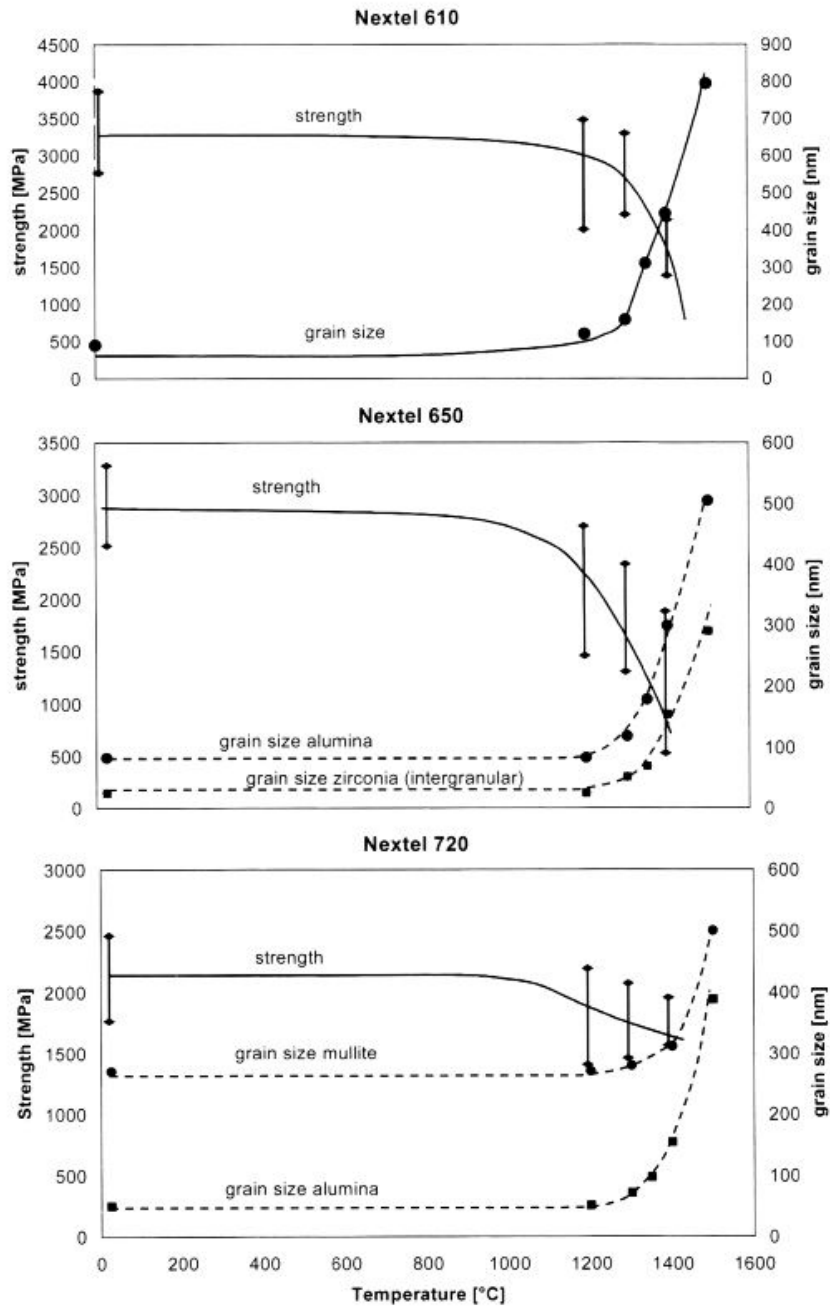 Nextel 610
4500
4000
3500
3000
2500
2000
1500
1000
500
0
strength [MPa]
strength
grain size
900
800
700
600
500
400
300
200
100
0
grain size [nm]
Nextel 650
3500
3000
2500
2000
1500
1000
500
0
strength [MPa]
strength
grain size alumina
grain size zirconia (intergranular)
600
500
400
300
200
100
0
grain size [nm]
Nextel 720
3000
2500
2000
1500
1000
500
0
Strength [MPa]
strength
grain size mullite
grain size alumina
600
500
400
300
200
100
0
grain size [nm]
0 200 400 600 800 1000 1200 1400 1600
Temperature [°C]